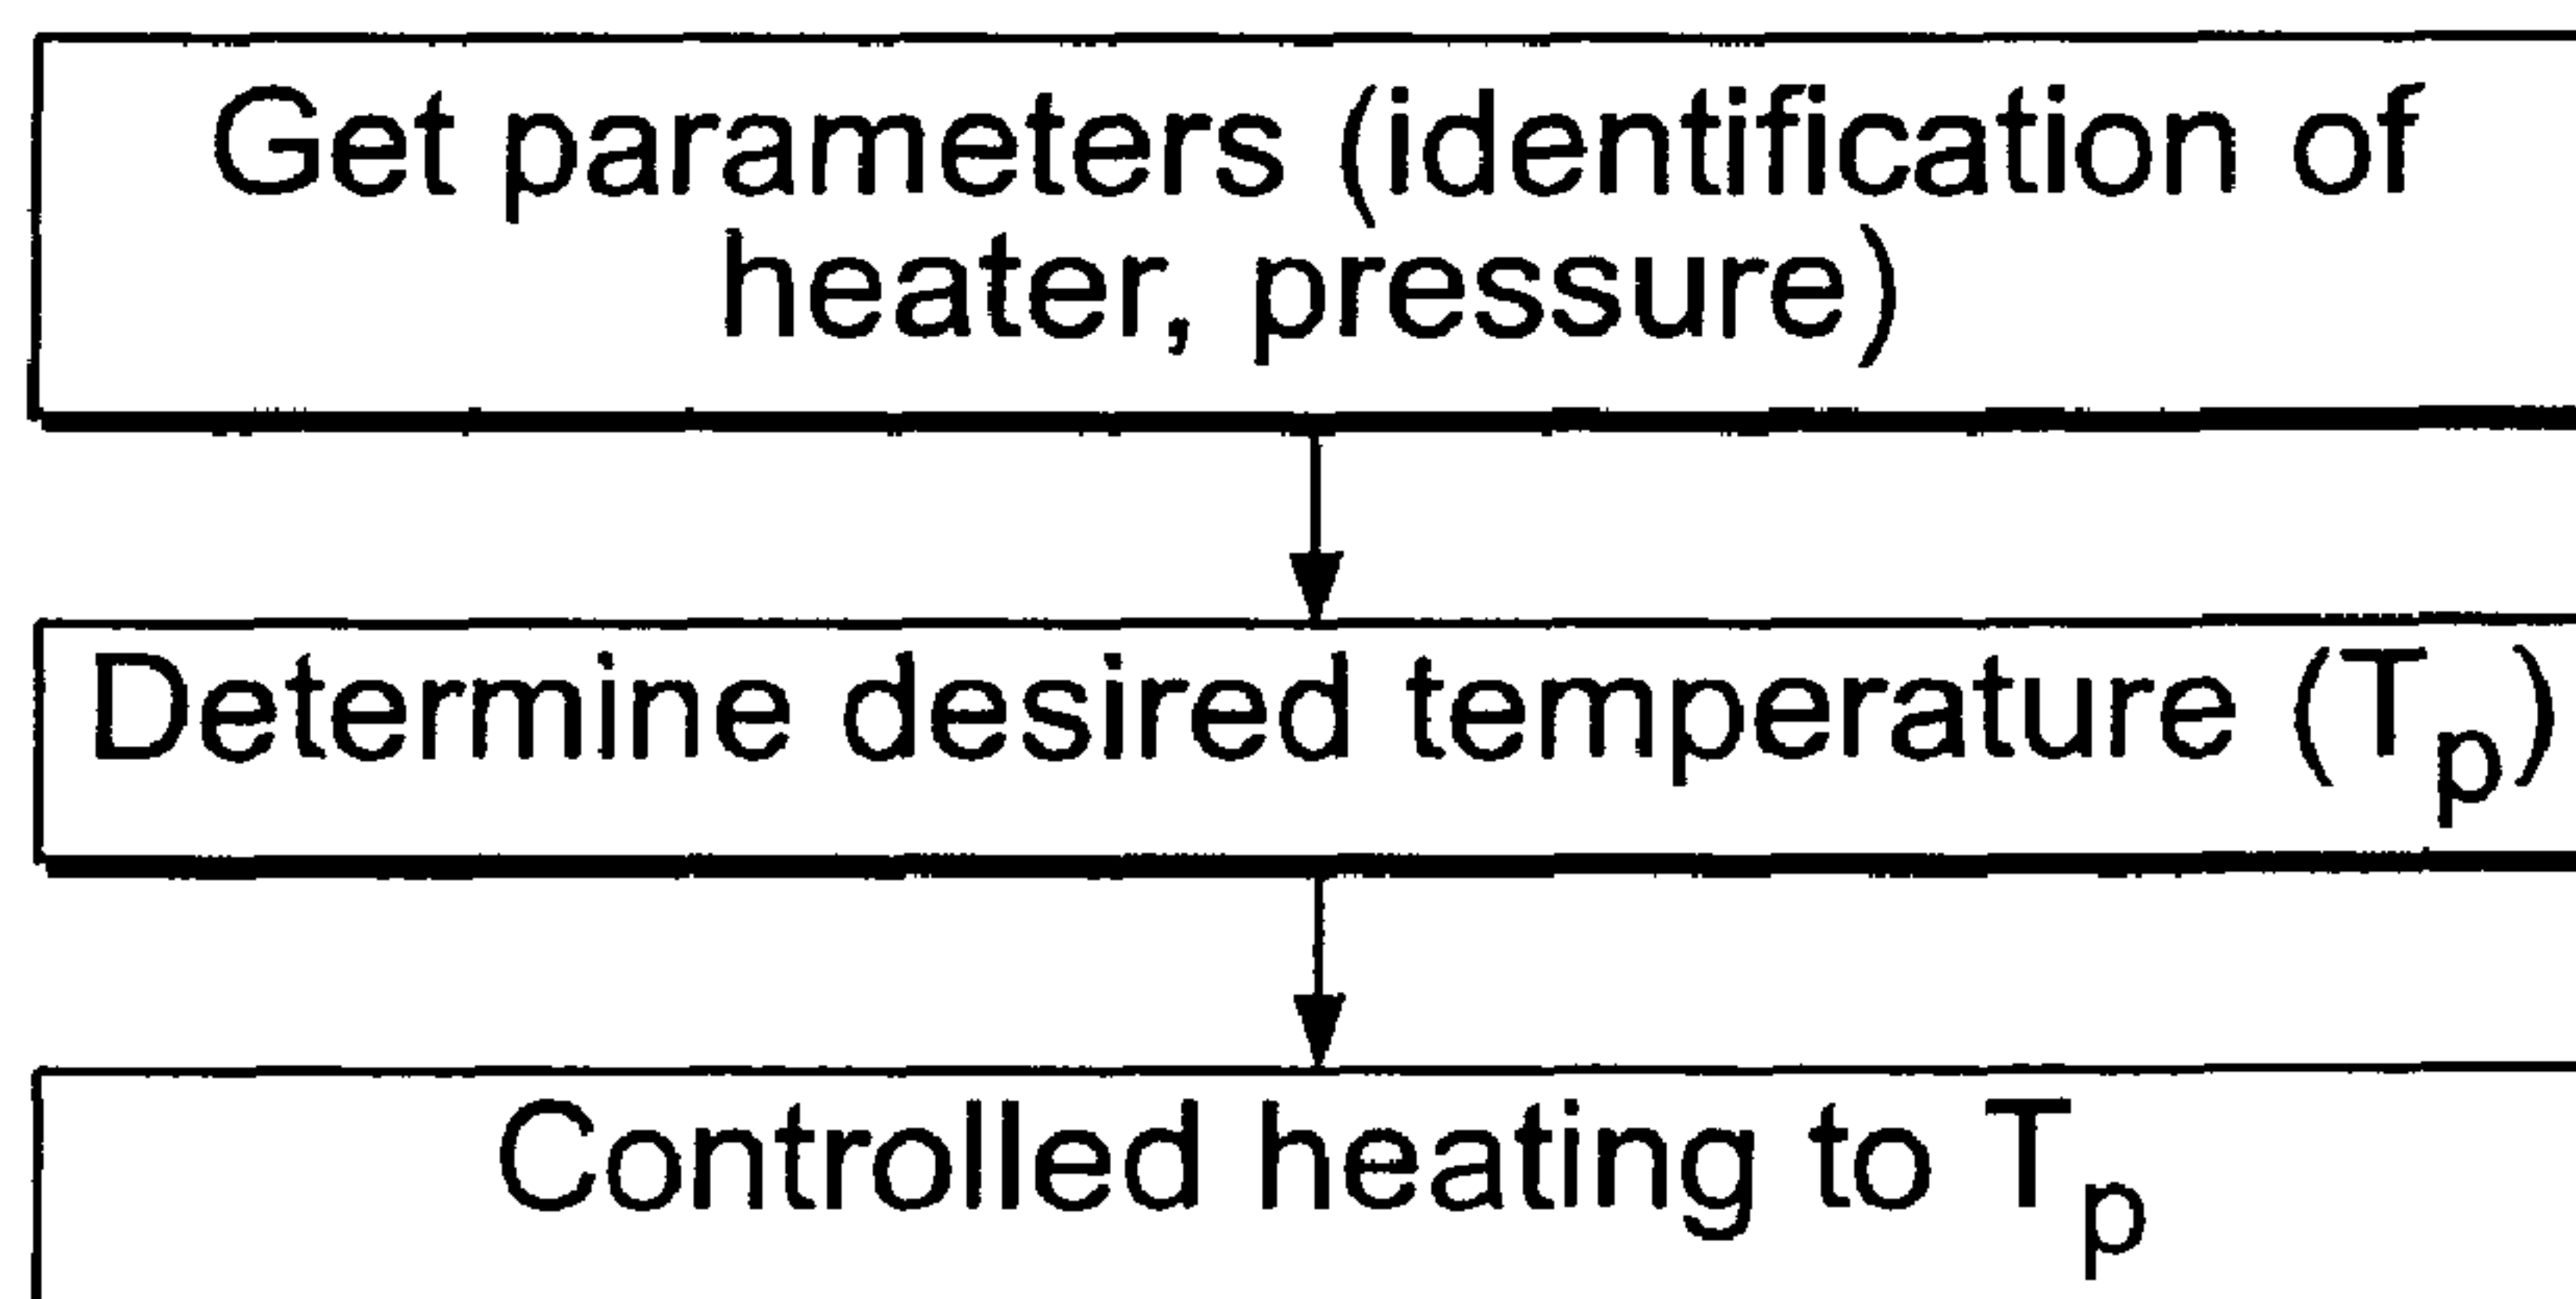 Get parameters (identification of
heater, pressure)
Determine desired temperature (Tp)
Controlled heating to Tp